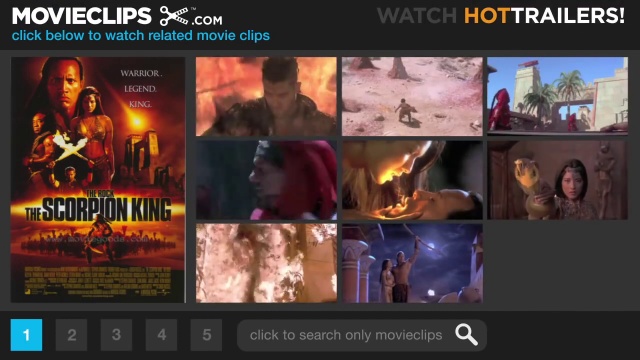 MOVIECLIPS™ .COM
click below to watch related movie clips
WATCH HOTTRAILERS!
WARRIOR.
LEGEND.
KING.
THE ROCK
THE SCORPION KING
1 2 3 4 5
click to search only movieclips